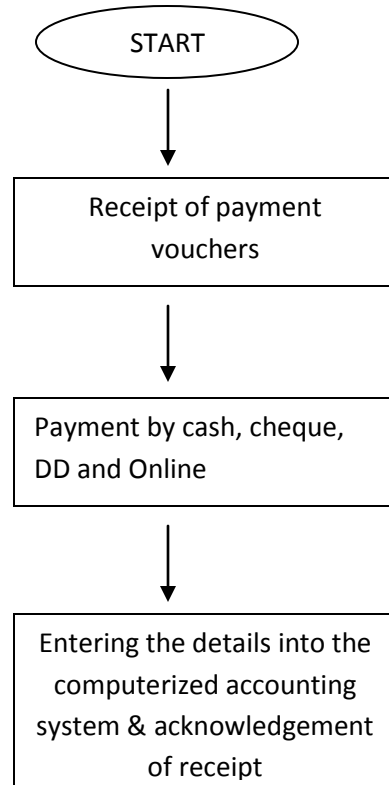 START
Receipt of payment
vouchers
Payment by cash, cheque,
DD and Online
Entering the details into the
computerized accounting
system & acknowledgement
of receipt